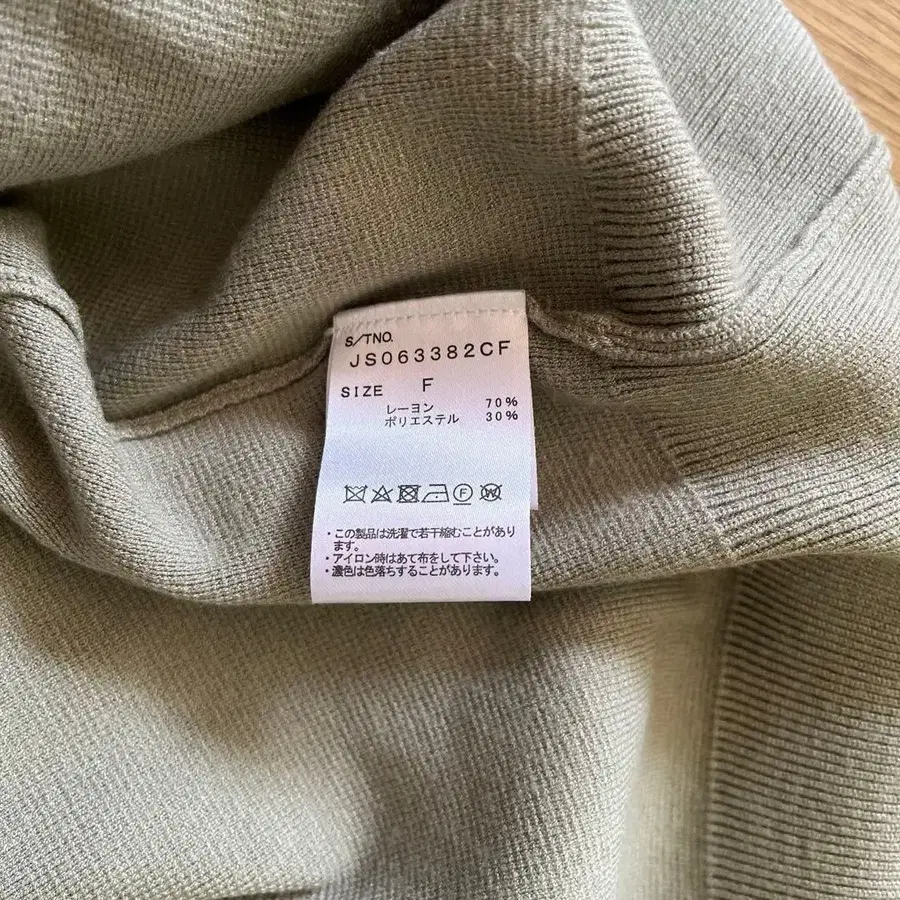 S/TNO.
JS063382CF
SIZE F
レーヨン 70%
ポリエステル 30%
F W
・この製品は洗濯で若干縮むことがあり
ます。
・アイロン時はあて布をして下さい。
・濃色は色落ちすることがあります。